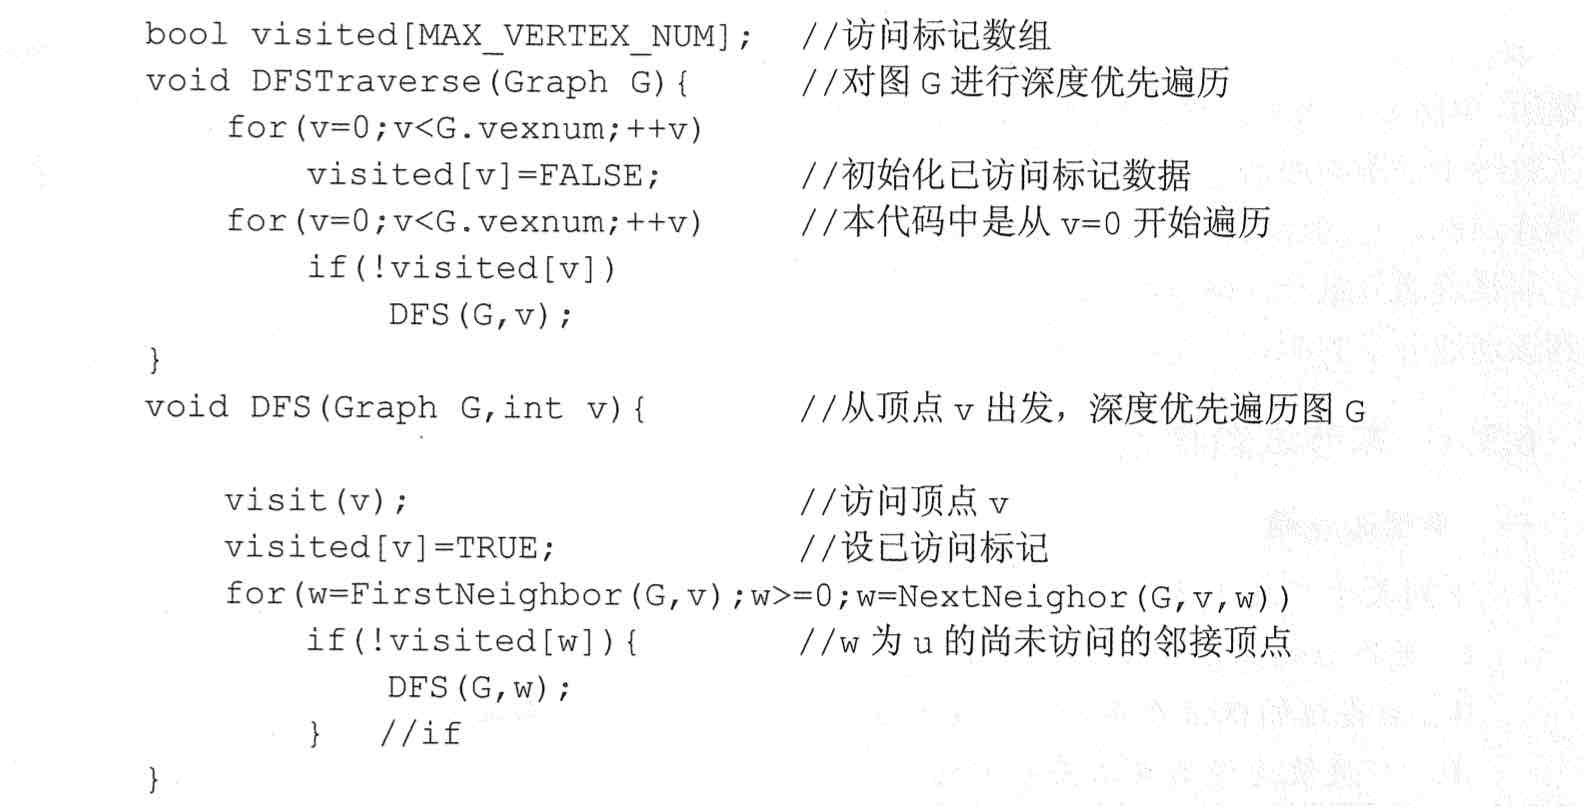 bool visited[MAX_VERTEX_NUM]; //访问标记数组
void DFSTraverse(Graph G){ //对图 G 进行深度优先遍历
for(v=0;v<G.vexnum;++v)
visited[v]=FALSE; //初始化已访问标记数据
for(v=0;v<G.vexnum;++v) //本代码中是从 v=0 开始遍历
if(!visited[v])
DFS(G,v);
}
void DFS(Graph G,int v){ //从顶点 v 出发，深度优先遍历图 G
visit(v); //访问顶点 v
visited[v]=TRUE; //设已访问标记
for(w=FirstNeighbor(G,v);w>=0;w=NextNeighor(G,v,w))
if(!visited[w]){ //w 为 u 的尚未访问的邻接顶点
DFS(G,w);
} //if
}